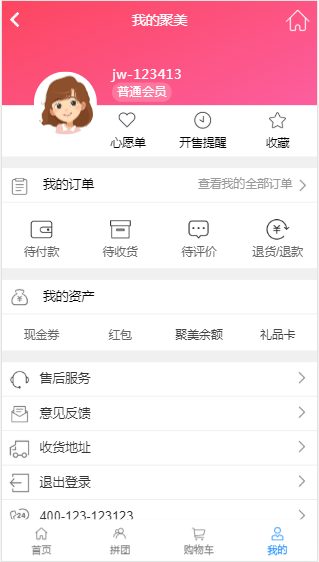 我的聚美
jw-123413
普通会员
心愿单 开售提醒 收藏
我的订单 查看我的全部订单
待付款 待收货 待评价 退货/退款
我的资产
现金券 红包 聚美余额 礼品卡
售后服务
意见反馈
收货地址
退出登录
400-123-123123
首页 拼团 购物车 我的